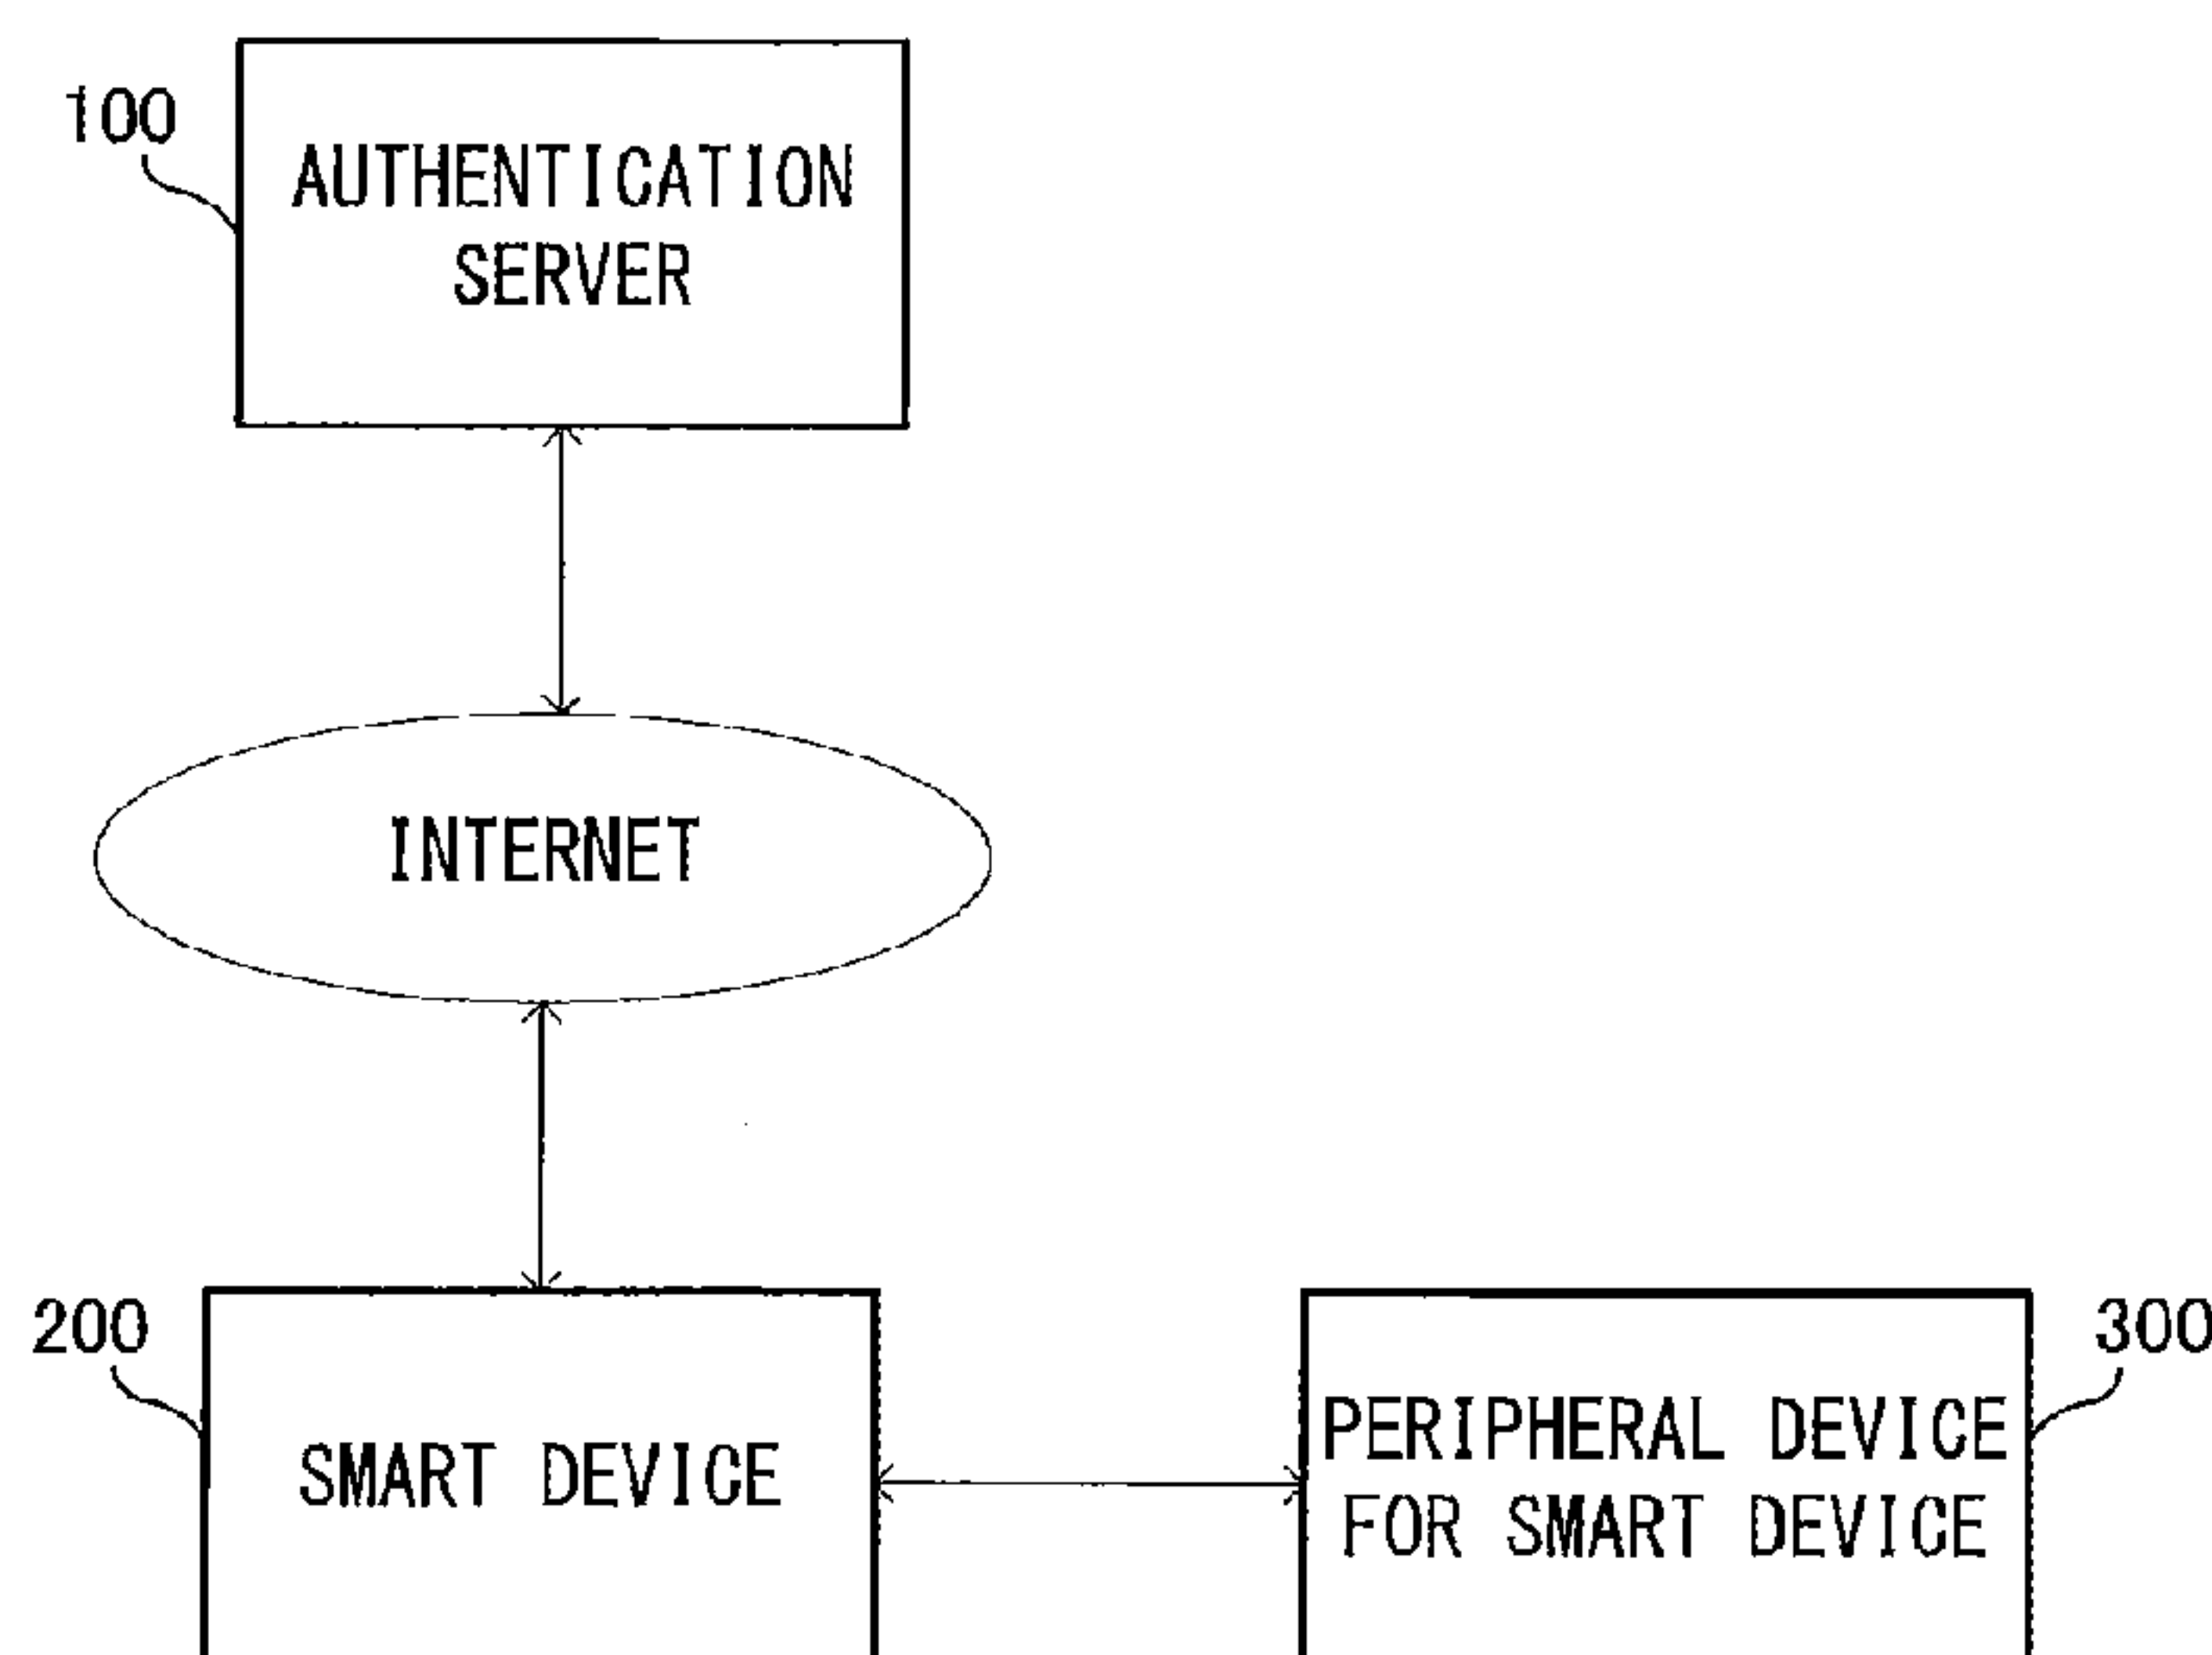 100
AUTHENTICATION
SERVER
INTERNET
200
SMART DEVICE
PERIPHERAL DEVICE
FOR SMART DEVICE
300